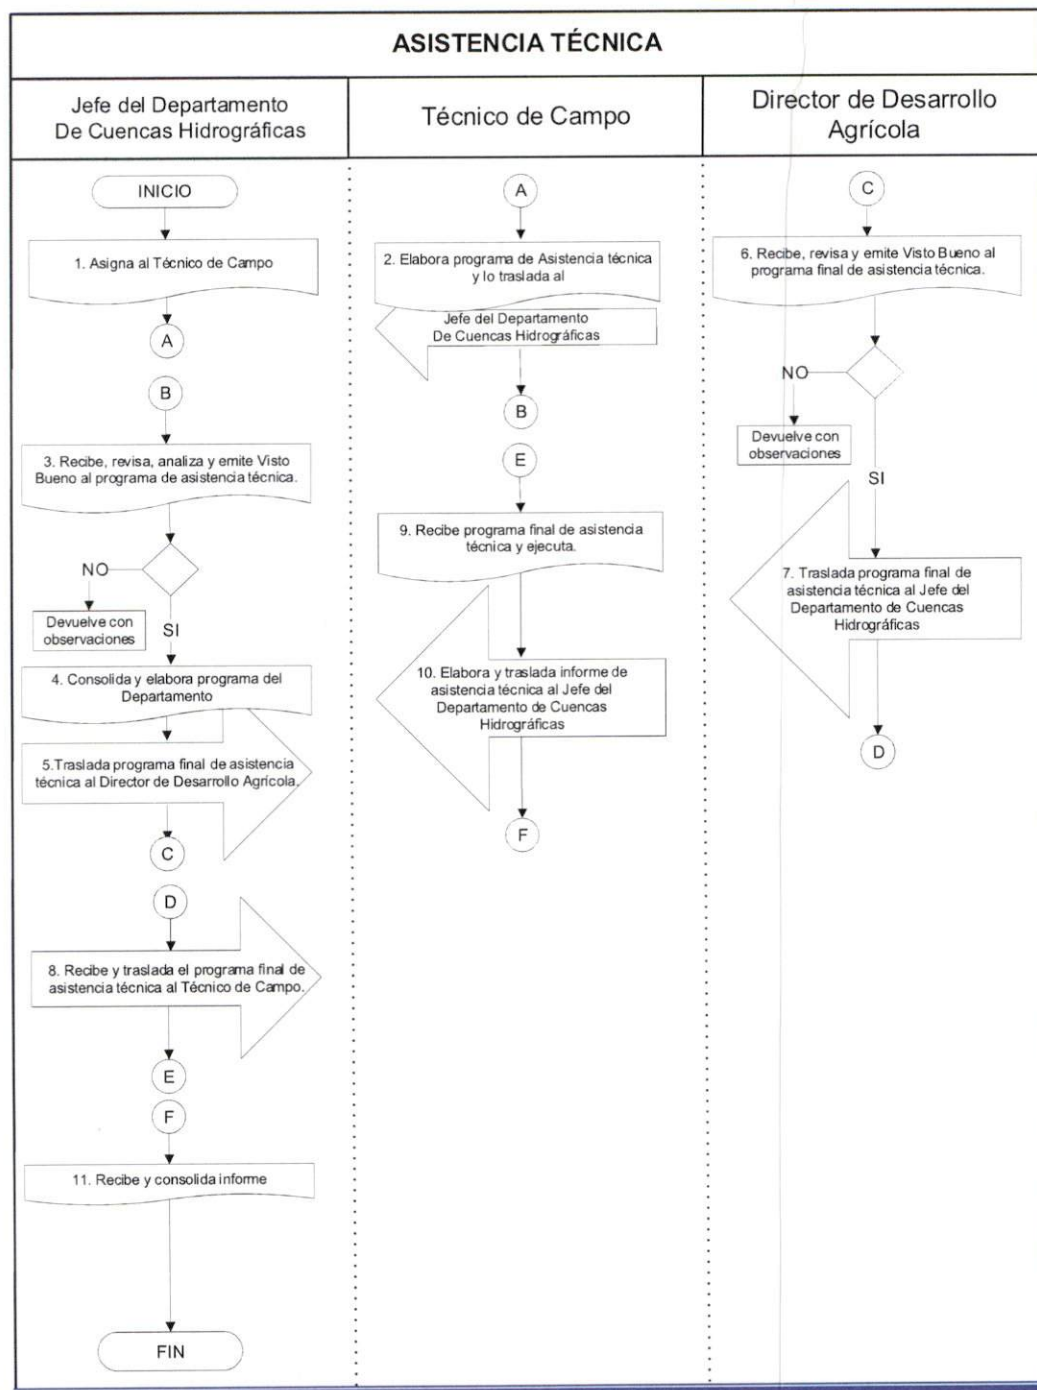 ASISTENCIA TÉCNICA
Jefe del Departamento
De Cuencas Hidrográficas
Técnico de Campo
Director de Desarrollo
Agrícola
INICIO
1. Asigna al Técnico de Campo
A
B
3. Recibe, revisa, analiza y emite Visto
Bueno al programa de asistencia técnica.
NO
Devuelve con
observaciones
SI
4. Consolida y elabora programa del
Departamento
5.Traslada programa final de asistencia
técnica al Director de Desarrollo Agrícola.
C
D
8. Recibe y traslada el programa final de
asistencia técnica al Técnico de Campo.
E
F
11. Recibe y consolida informe
FIN
A
2. Elabora programa de Asistencia técnica
y lo traslada al
Jefe del Departamento
De Cuencas Hidrográficas
B
E
9. Recibe programa final de asistencia
técnica y ejecuta.
10. Elabora y traslada informe de
asistencia técnica al Jefe del
Departamento de Cuencas
Hidrográficas
F
C
6. Recibe, revisa y emite Visto Bueno al
programa final de asistencia técnica.
NO
Devuelve con
observaciones
SI
7. Traslada programa final de
asistencia técnica al Jefe del
Departamento de Cuencas
Hidrográficas
D